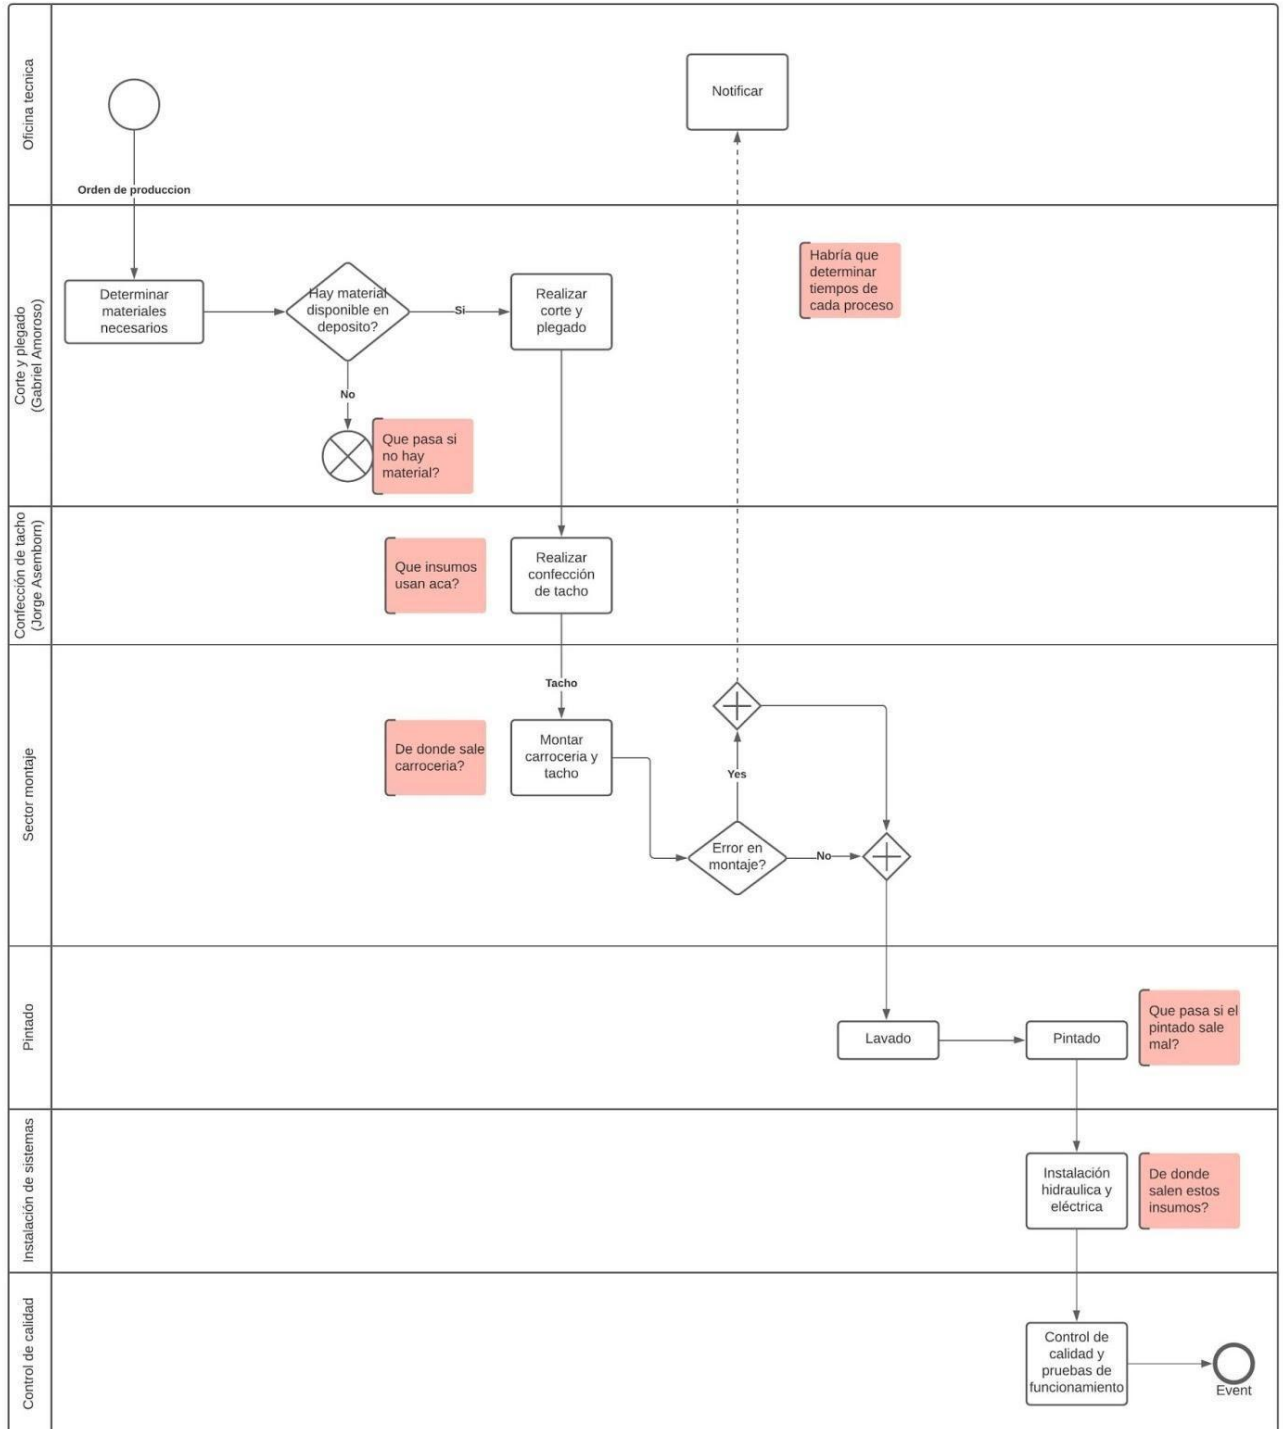 Oficina tecnica
Notificar
Orden de produccion
Corte y plegado
(Gabriel Amoroso)
Determinar
materiales
necesarios
Hay material
disponible en
deposito?
Si
Realizar
corte y
plegado
Habría que
determinar
tiempos de
cada proceso
No
Que pasa si
no hay
material?
Confección de tacho
(Jorge Asemborn)
Que insumos
usan aca?
Realizar
confección
de tacho
Sector montaje
Tacho
De donde sale
carroceria?
Montar
carroceria y
tacho
Yes
Error en
montaje?
No
Pintado
Lavado
Pintado
Que pasa si el
pintado sale
mal?
Instalación de sistemas
Instalación
hidraulica y
eléctrica
De donde
salen estos
insumos?
Control de calidad
Control de
calidad y
pruebas de
funcionamiento
Event